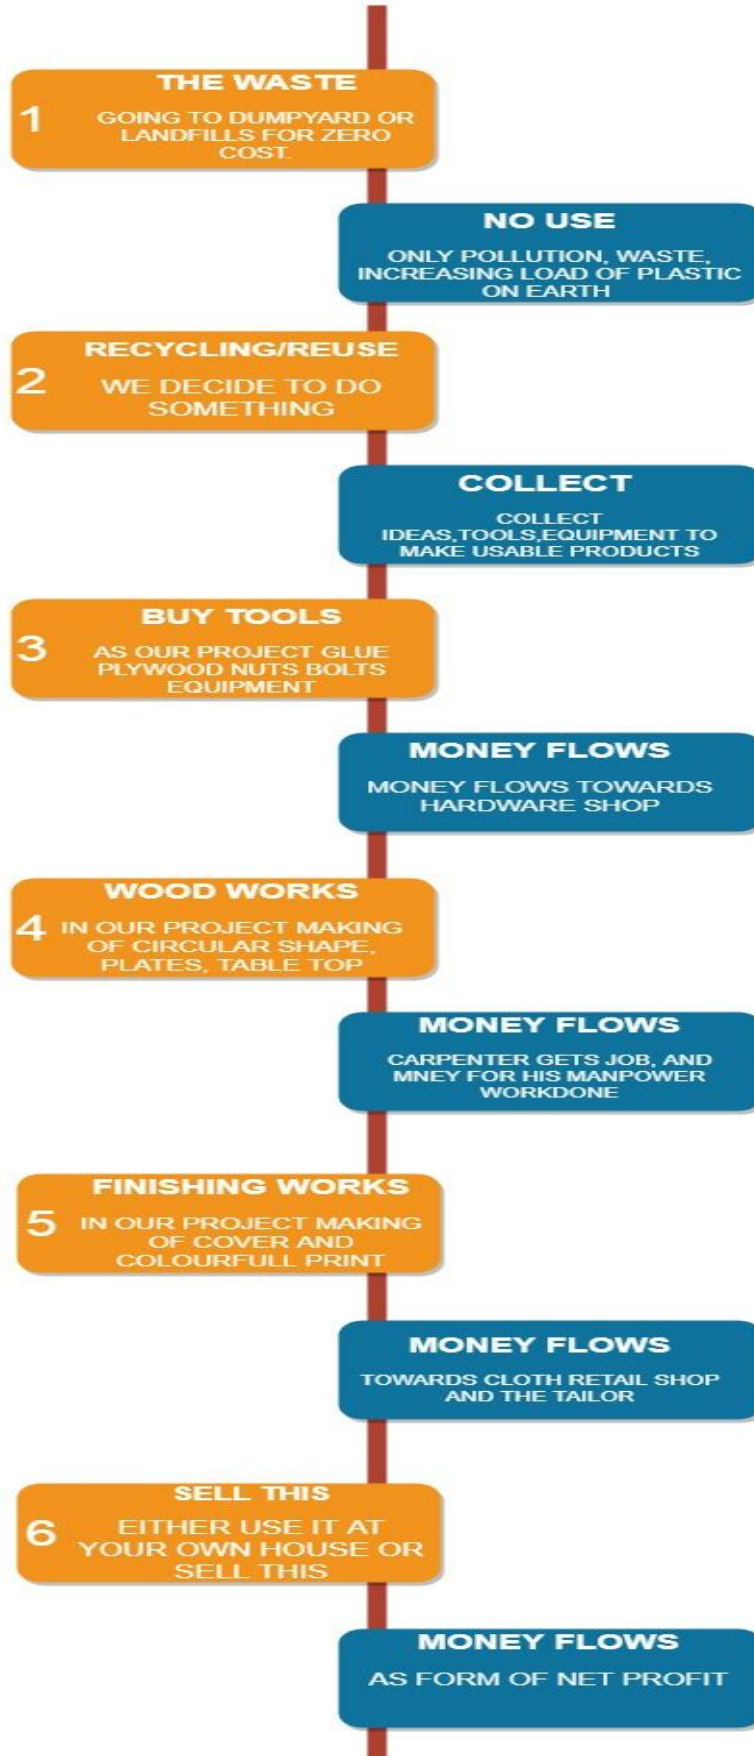 THE WASTE
1
GOING TO DUMPYARD OR
LANDFILLS FOR ZERO
COST.
NO USE
ONLY POLLUTION, WASTE,
INCREASING LOAD OF PLASTIC
ON EARTH
RECYCLING/REUSE
2
WE DECIDE TO DO
SOMETHING
COLLECT
COLLECT
IDEAS,TOOLS,EQUIPMENT TO
MAKE USABLE PRODUCTS
BUY TOOLS
3
AS OUR PROJECT GLUE
PLYWOOD NUTS BOLTS
EQUIPMENT
MONEY FLOWS
MONEY FLOWS TOWARDS
HARDWARE SHOP
WOOD WORKS
4
IN OUR PROJECT MAKING
OF CIRCULAR SHAPE,
PLATES, TABLE TOP
MONEY FLOWS
CARPENTER GETS JOB, AND
MNEY FOR HIS MANPOWER
WORKDONE
FINISHING WORKS
5
IN OUR PROJECT MAKING
OF COVER AND
COLOURFULL PRINT
MONEY FLOWS
TOWARDS CLOTH RETAIL SHOP
AND THE TAILOR
SELL THIS
6
EITHER USE IT AT
YOUR OWN HOUSE OR
SELL THIS
MONEY FLOWS
AS FORM OF NET PROFIT